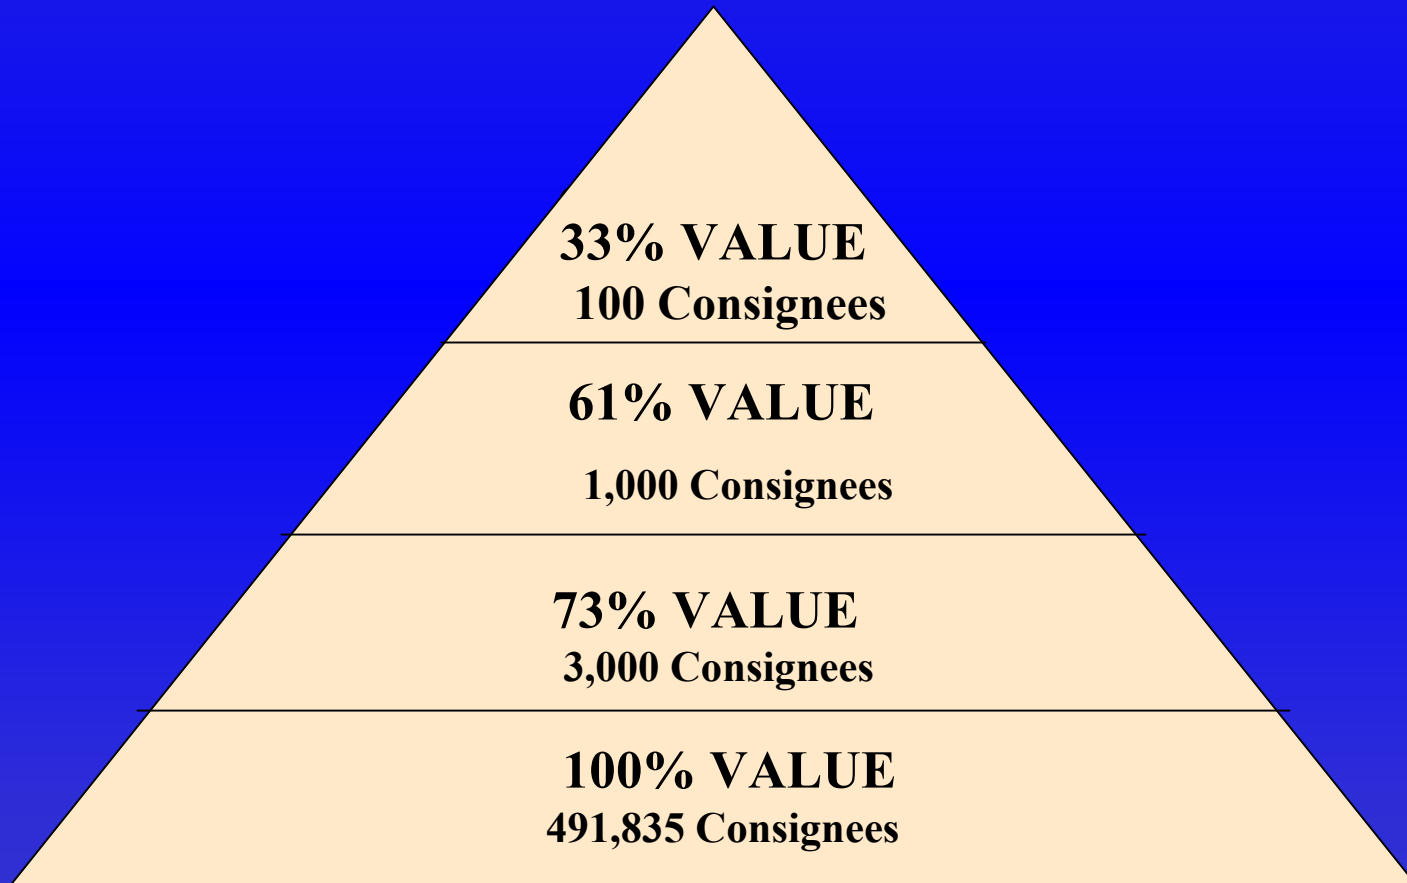 33% VALUE
100 Consignees
61% VALUE
1,000 Consignees
73% VALUE
3,000 Consignees
100% VALUE
491,835 Consignees